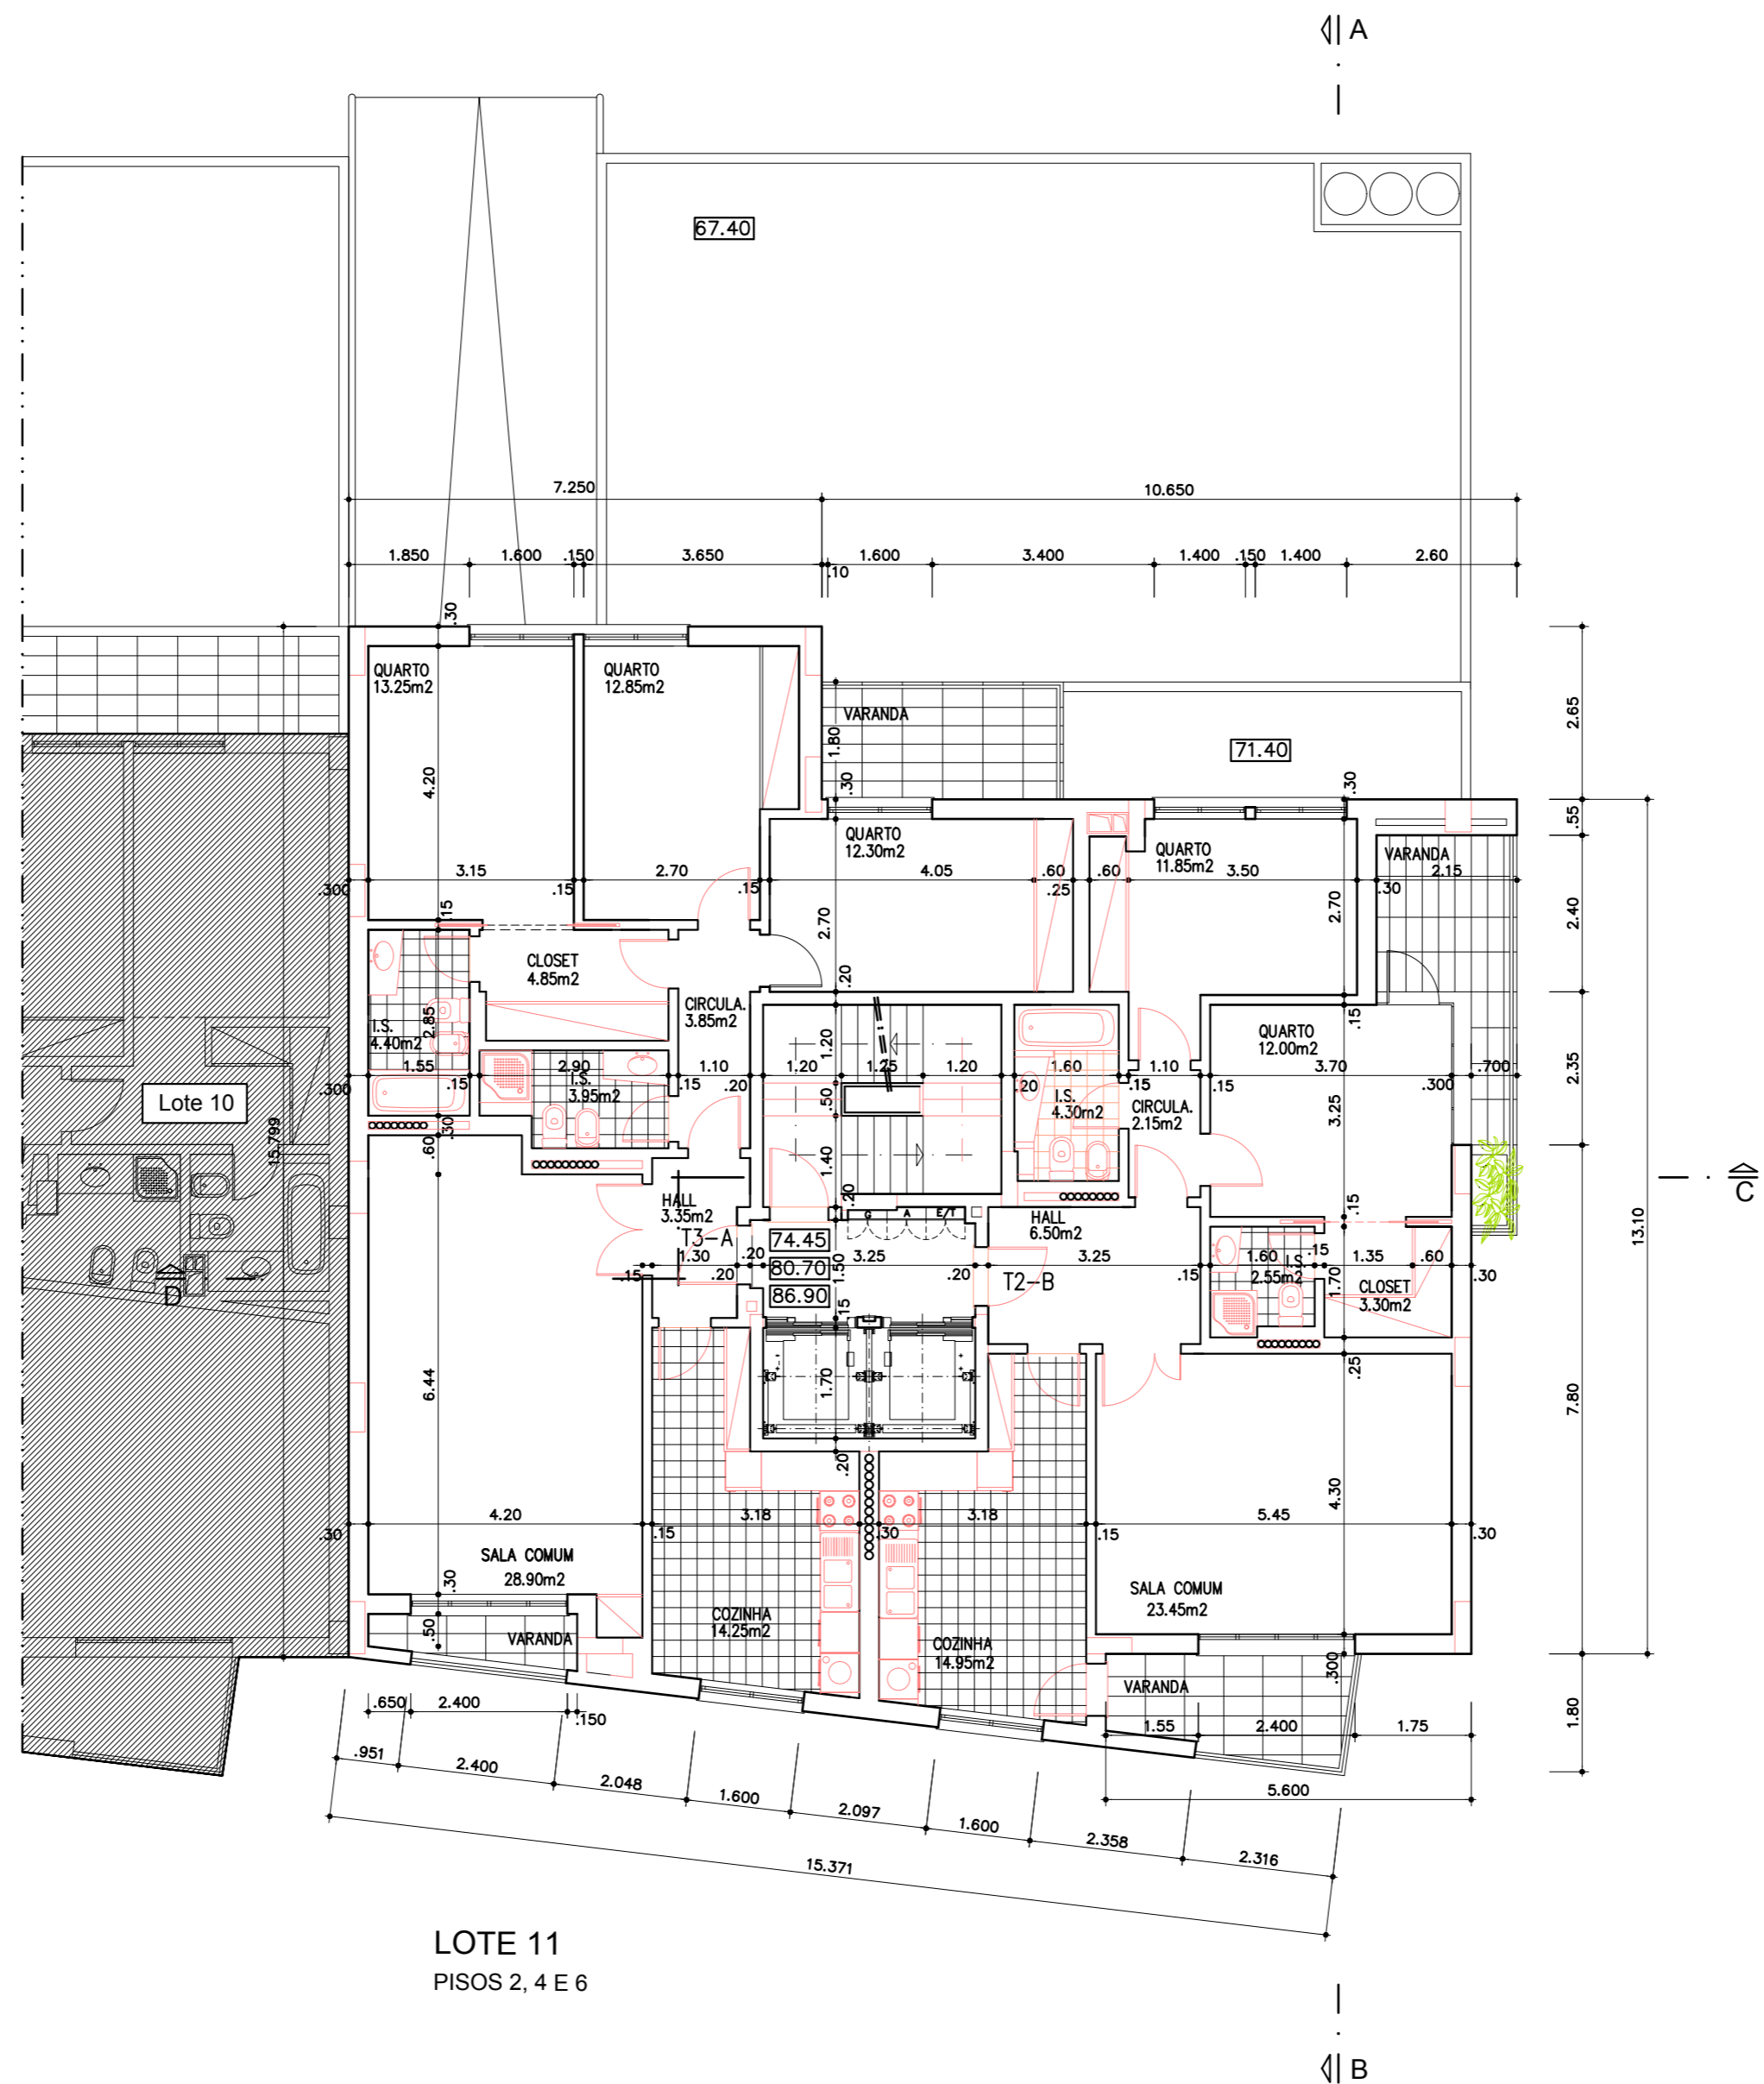 A
67.40
7.250
10.650
1.850
1.600
.150
3.650
.10
1.600
3.400
1.400
.150
1.400
2.60
.30
QUARTO
13.25m2
QUARTO
12.85m2
VARANDA
1.80
71.40
2.65
4.20
.30
.30
.55
QUARTO
12.30m2
QUARTO
11.85m2
VARANDA
.300
3.15
.15
2.70
.15
4.05
.60
.25
.60
3.50
.30
2.15
.15
2.70
2.70
2.40
CLOSET
4.85m2
.20
CIRCULA.
3.85m2
.15
I.S.
4.40m2
2.85
1.20
QUARTO
12.00m2
.300
1.55
.15
2.90
I.S.
3.95m2
.15
1.10
.20
1.20
1.25
1.20
.20
1.60
.15
1.10
.15
3.70
.300
.700
2.35
Lote 10
.50
I.S.
4.30m2
CIRCULA.
2.15m2
3.25
15.799
.30
.60
1.40
.20
HALL
3.35m2
T3-A
G
A
E/T
HALL
6.50m2
.15
C
13.10
74.45
80.70
86.90
.15
1.30
.20
.20
1.50
3.25
.20
T2-B
3.25
.15
1.60
I.S.
2.55m2
.15
1.35
.60
.30
1.70
CLOSET
3.30m2
D
.15
6.44
1.70
.25
7.80
.20
.30
4.20
.15
3.18
.30
3.18
.15
5.45
4.30
.30
SALA COMUM
28.90m2
.30
SALA COMUM
23.45m2
COZINHA
14.25m2
VARANDA
.50
COZINHA
14.95m2
.300
VARANDA
.650
2.400
.150
1.55
2.400
1.75
1.80
.951
2.400
2.048
1.600
2.097
1.600
2.358
2.316
5.600
15.371
LOTE 11
PISOS 2, 4 E 6
B